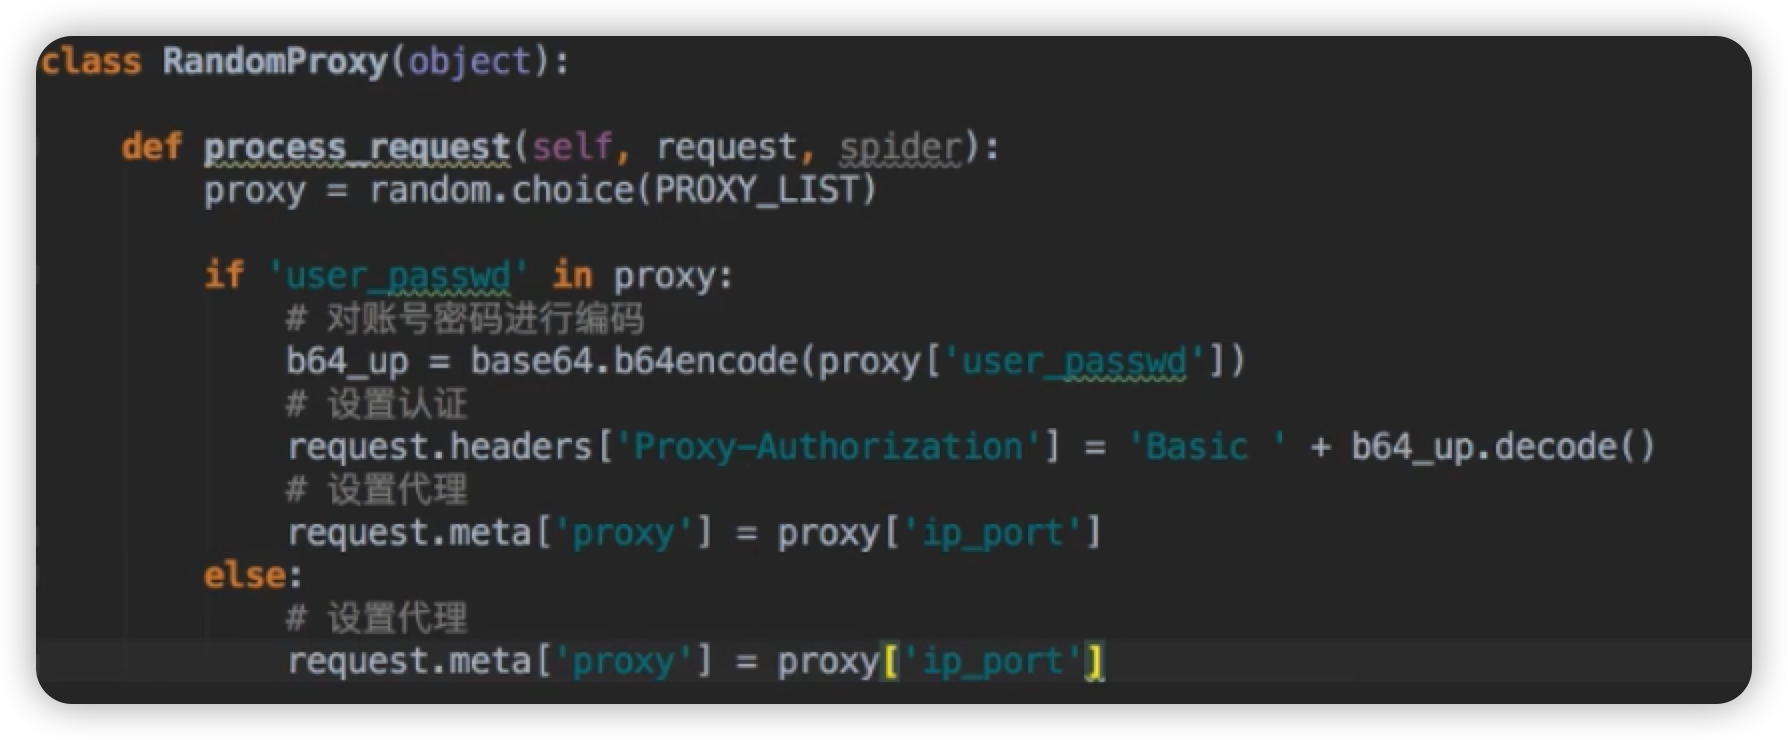 class RandomProxy(object):
def process_request(self, request, spider):
proxy = random.choice(PROXY_LIST)
if 'user_passwd' in proxy:
# 对账号密码进行编码
b64_up = base64.b64encode(proxy['user_passwd'])
# 设置认证
request.headers['Proxy-Authorization'] = 'Basic ' + b64_up.decode()
# 设置代理
request.meta['proxy'] = proxy['ip_port']
else:
# 设置代理
request.meta['proxy'] = proxy['ip_port']